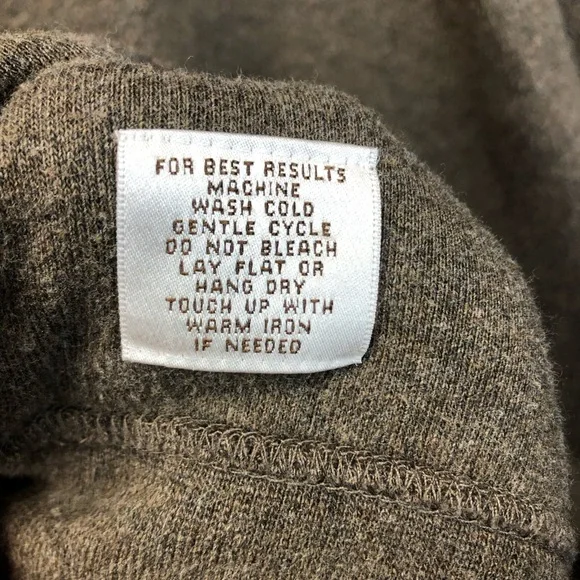 FOR BEST RESULTS
MACHINE
WASH COLD
GENTLE CYCLE
DO NOT BLEACH
LAY FLAT OR
HANG DRY
TOUCH UP WITH
WARM IRON
IF NEEDED